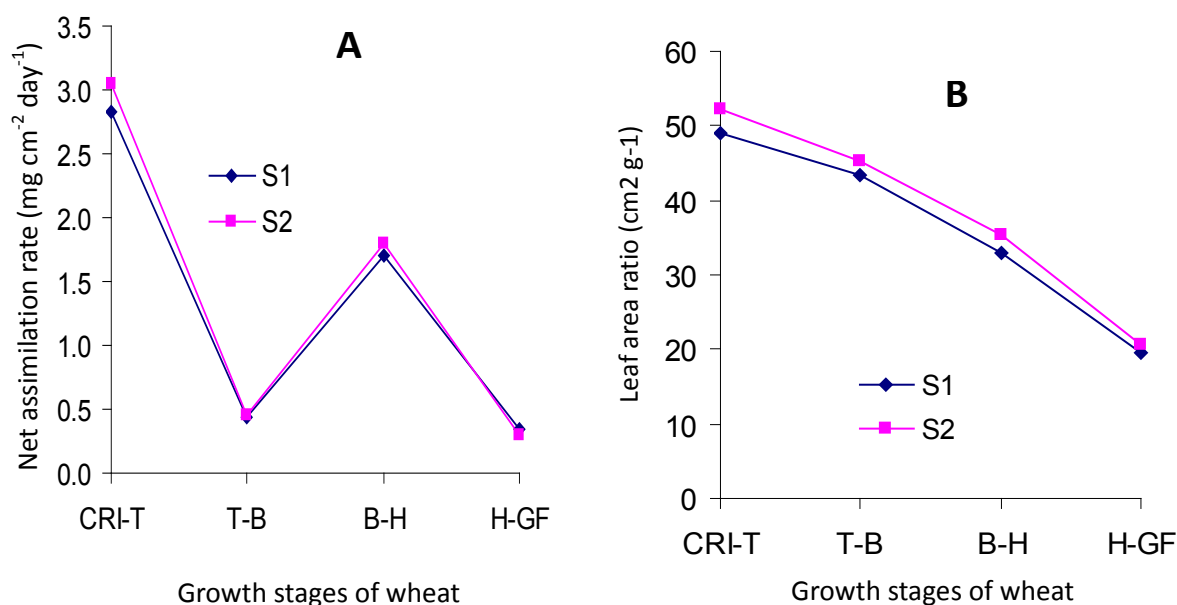 A
Net assimilation rate (mg cm⁻² day⁻¹)
3.5
3.0
2.5
2.0
1.5
1.0
0.5
0.0
S1
S2
CRI-T T-B B-H H-GF
Growth stages of wheat
B
Leaf area ratio (cm2 g-1)
60
50
40
30
20
10
0
S1
S2
CRI-T T-B B-H H-GF
Growth stages of wheat